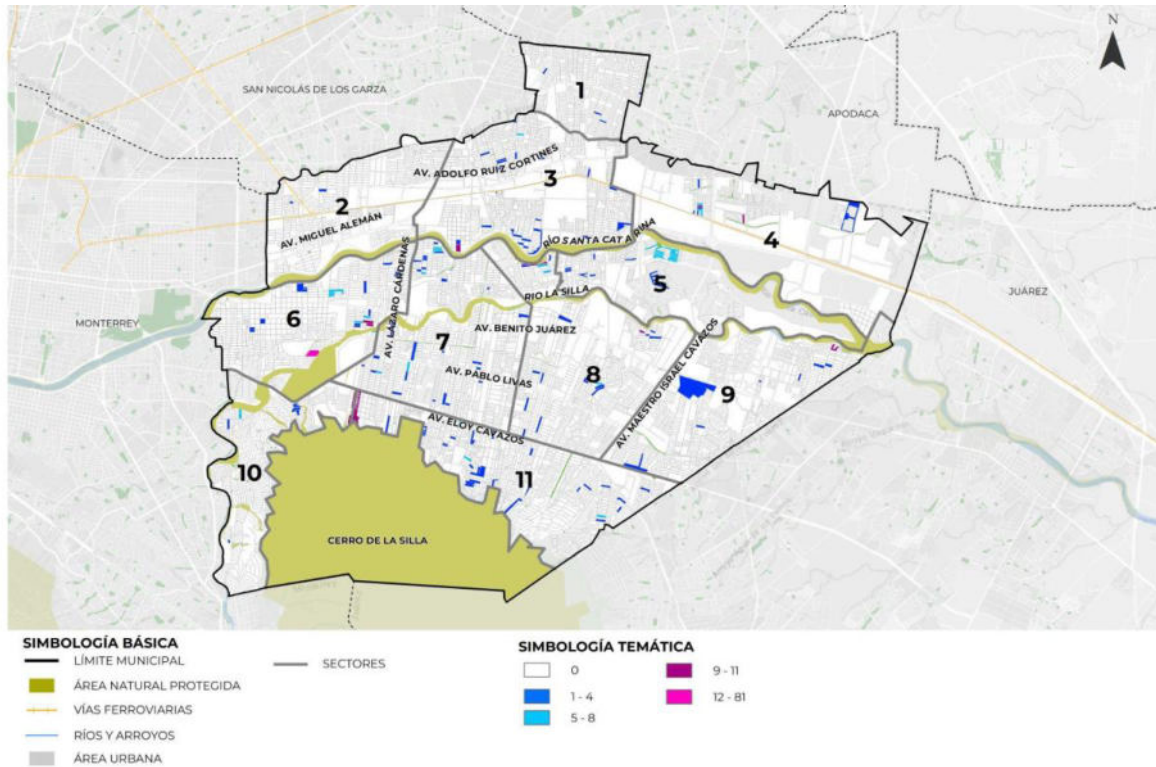 N
SAN NICOLÁS DE LOS GARZA
1
APODACA
AV. ADOLFO RUIZ CORTINES
3
2
AV. MIGUEL ALEMÁN
4
RÍO SANTA CATARINA
5
JUÁREZ
MONTERREY
6
AV. LÁZARO CÁRDENAS
RIO LA SILLA
AV. BENITO JUÁREZ
7
AV. PABLO LIVAS
8
AV. MAESTRO ISRAEL CAVAZOS
9
AV. ELOY CAVAZOS
10
11
CERRO DE LA SILLA
SIMBOLOGÍA BÁSICA
LÍMITE MUNICIPAL
SECTORES
ÁREA NATURAL PROTEGIDA
VÍAS FERROVIARIAS
RÍOS Y ARROYOS
ÁREA URBANA
SIMBOLOGÍA TEMÁTICA
0
9 - 11
1 - 4
12 - 81
5 - 8